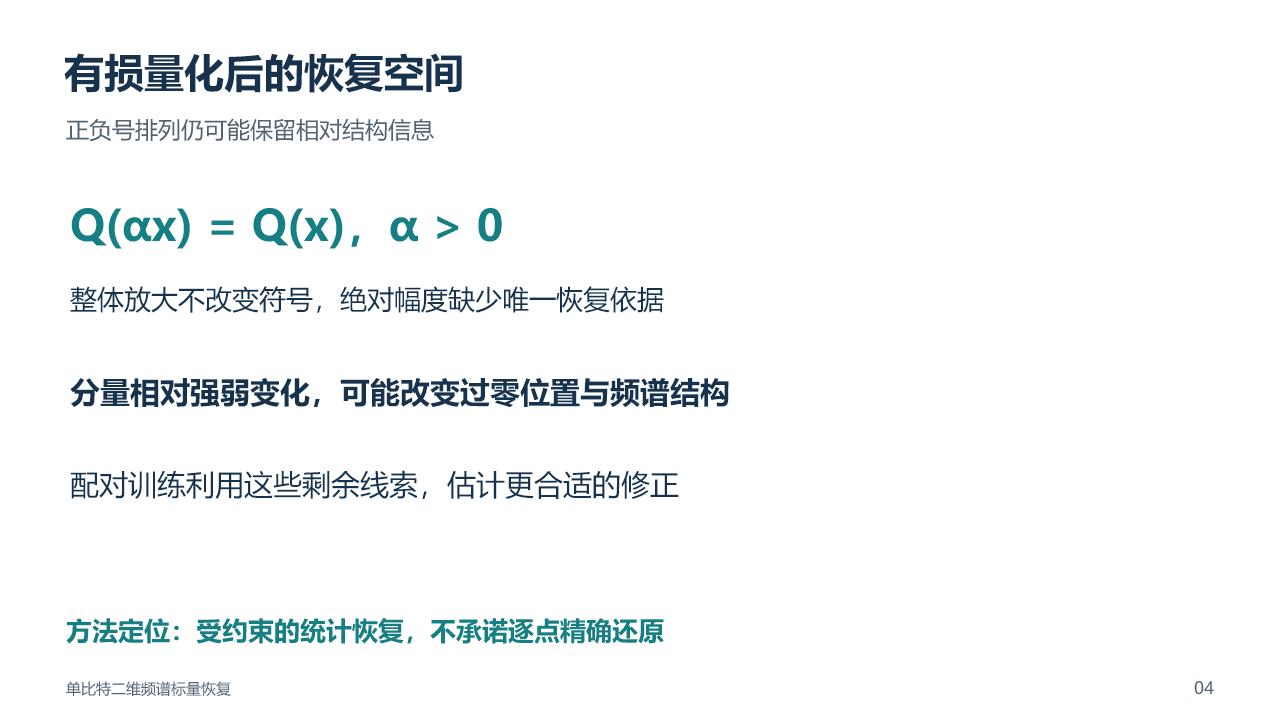 有损量化后的恢复空间
正负号排列仍可能保留相对结构信息
Q(αx) = Q(x)，α > 0
整体放大不改变符号，绝对幅度缺少唯一恢复依据
分量相对强弱变化，可能改变过零位置与频谱结构
配对训练利用这些剩余线索，估计更合适的修正
方法定位：受约束的统计恢复，不承诺逐点精确还原
单比特二维频谱标量恢复
04